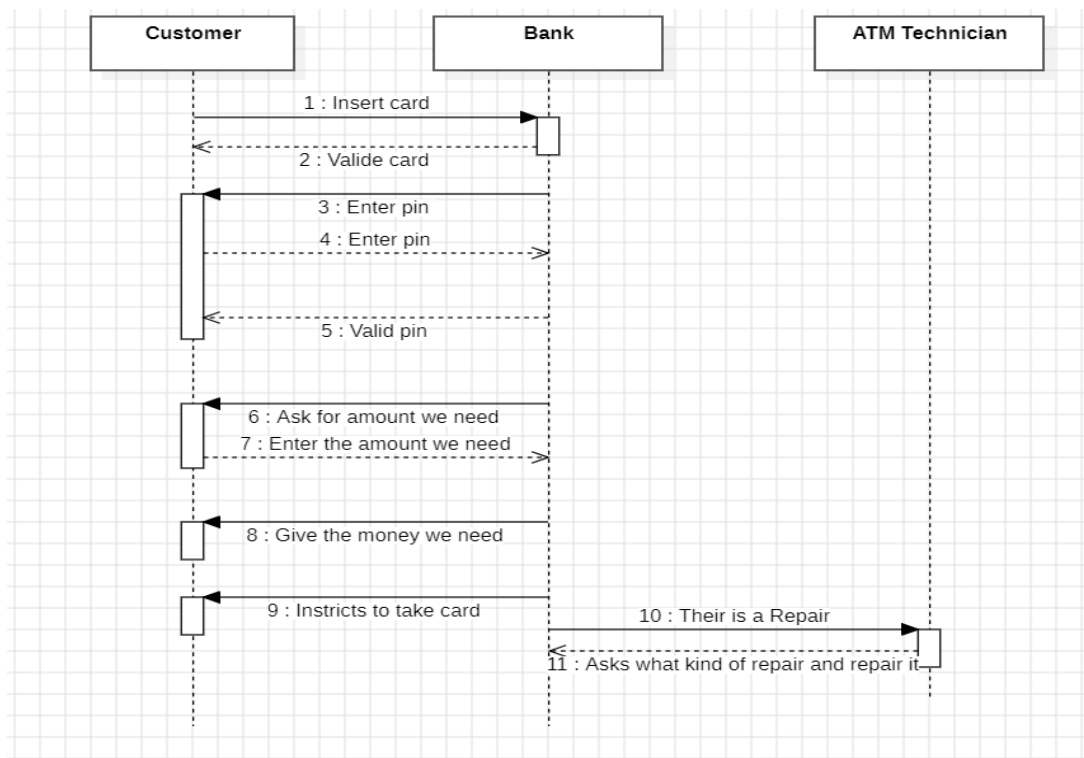 Customer
Bank
ATM Technician
1 : Insert card
2 : Valide card
3 : Enter pin
4 : Enter pin
5 : Valid pin
6 : Ask for amount we need
7 : Enter the amount we need
8 : Give the money we need
9 : Instricts to take card
10 : Their is a Repair
11 : Asks what kind of repair and repair it